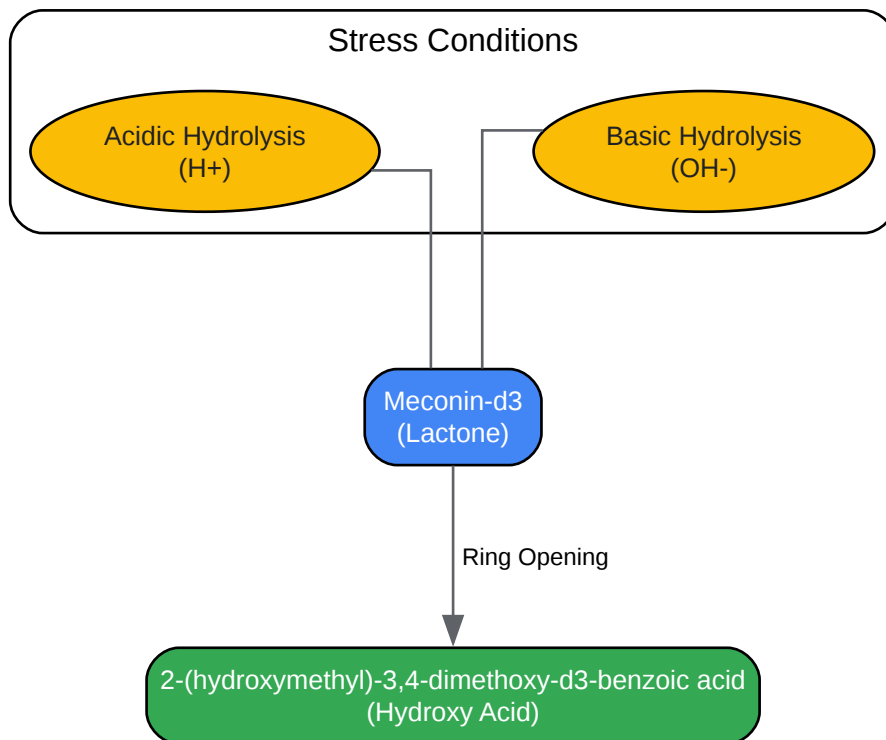 Stress Conditions
Acidic Hydrolysis
(H+)
Basic Hydrolysis
(OH-)
Meconin-d3
(Lactone)
Ring Opening
2-(hydroxymethyl)-3,4-dimethoxy-d3-benzoic acid
(Hydroxy Acid)